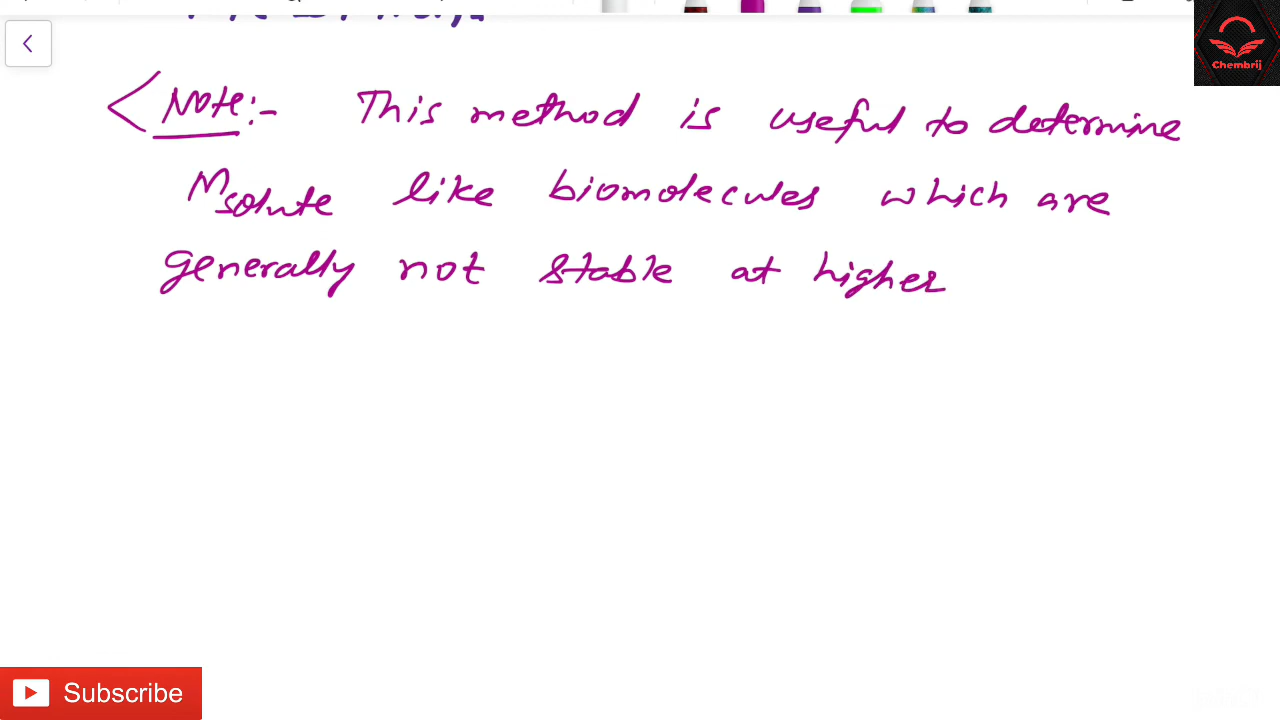 Chembrij
Note:- This method is useful to determine
Msolute like biomolecules which are
generally not stable at higher
Subscribe